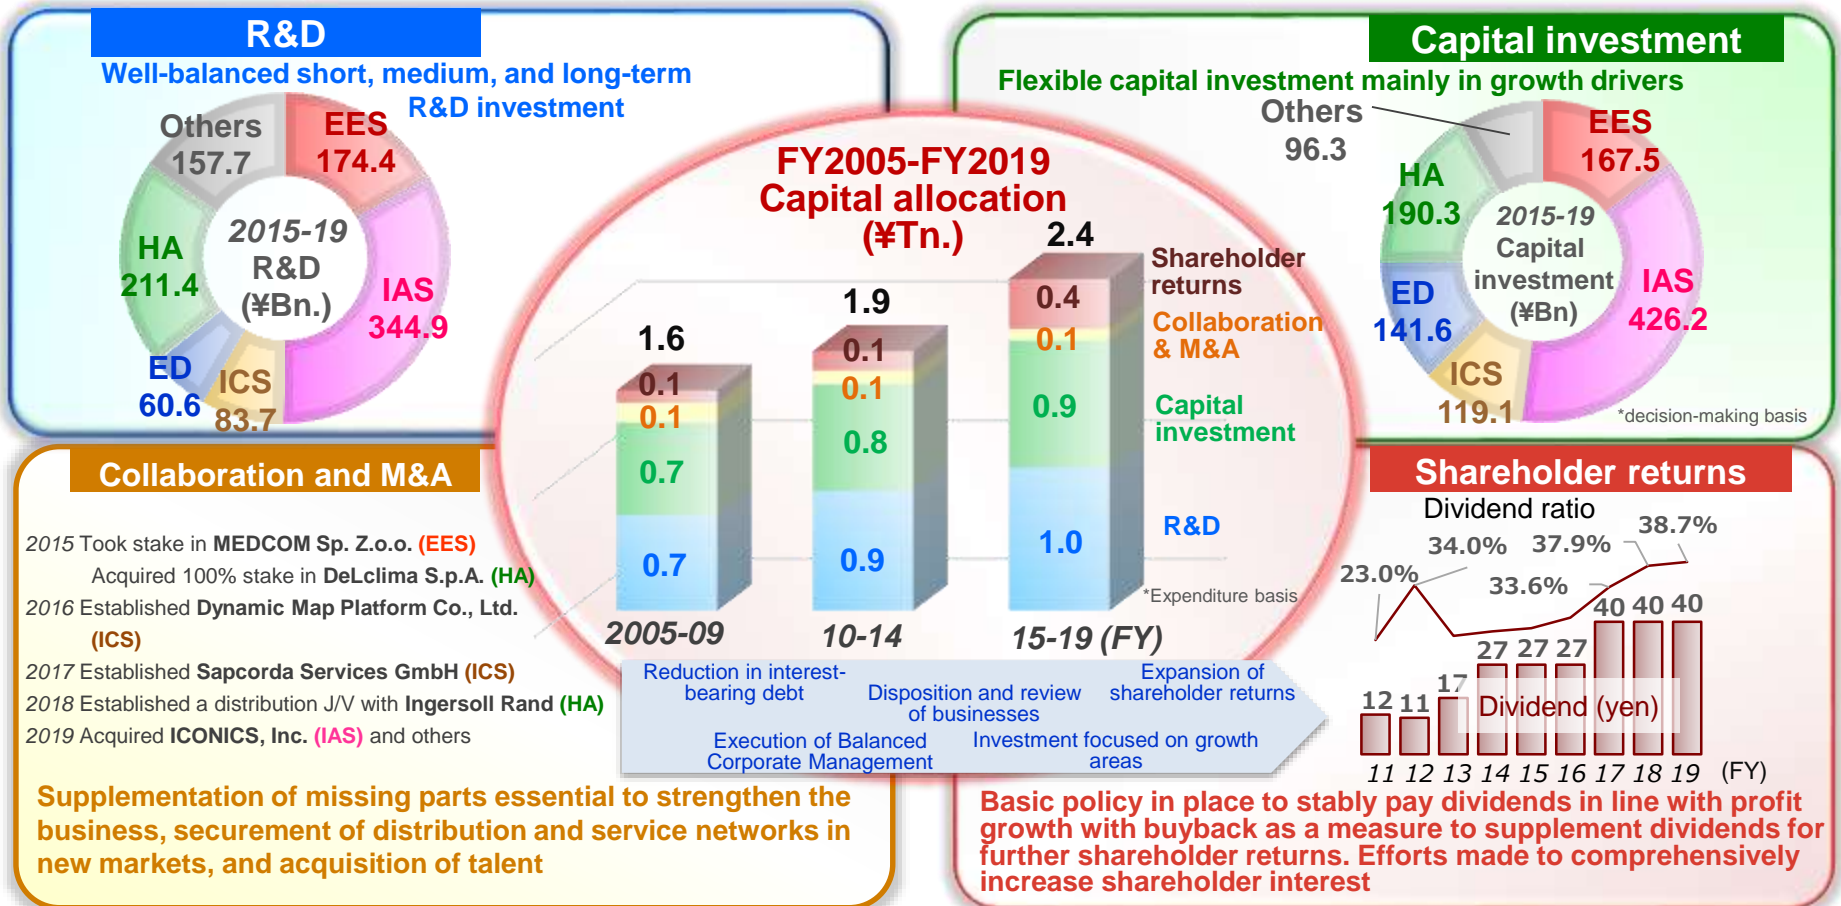 R&D
Well-balanced short, medium, and long-term
R&D investment
Others
157.7
EES
174.4
HA
211.4
2015-19
R&D
(¥Bn.)
IAS
344.9
ED
60.6
ICS
83.7
Capital investment
Flexible capital investment mainly in growth drivers
Others
96.3
EES
167.5
HA
190.3
2015-19
Capital
investment
(¥Bn)
IAS
426.2
ED
141.6
ICS
119.1
*decision-making basis
FY2005-FY2019
Capital allocation
(¥Tn.)
1.6
1.9
2.4
0.1
0.1
0.7
0.7
0.1
0.1
0.8
0.9
0.4
0.1
0.9
1.0
Shareholder
returns
Collaboration
& M&A
Capital
investment
R&D
*Expenditure basis
2005-09
10-14
15-19 (FY)
Reduction in interest-
bearing debt
Disposition and review
of businesses
Expansion of
shareholder returns
Execution of Balanced
Corporate Management
Investment focused on growth
areas
Collaboration and M&A
2015 Took stake in MEDCOM Sp. Z.o.o. (EES)
Acquired 100% stake in DeLclima S.p.A. (HA)
2016 Established Dynamic Map Platform Co., Ltd.
(ICS)
2017 Established Sapcorda Services GmbH (ICS)
2018 Established a distribution J/V with Ingersoll Rand (HA)
2019 Acquired ICONICS, Inc. (IAS) and others
Supplementation of missing parts essential to strengthen the
business, securement of distribution and service networks in
new markets, and acquisition of talent
Shareholder returns
Dividend ratio
23.0%
34.0%
33.6%
37.9%
38.7%
12 11 17 27 27 27 40 40 40
Dividend (yen)
11 12 13 14 15 16 17 18 19 (FY)
Basic policy in place to stably pay dividends in line with profit
growth with buyback as a measure to supplement dividends for
further shareholder returns. Efforts made to comprehensively
increase shareholder interest